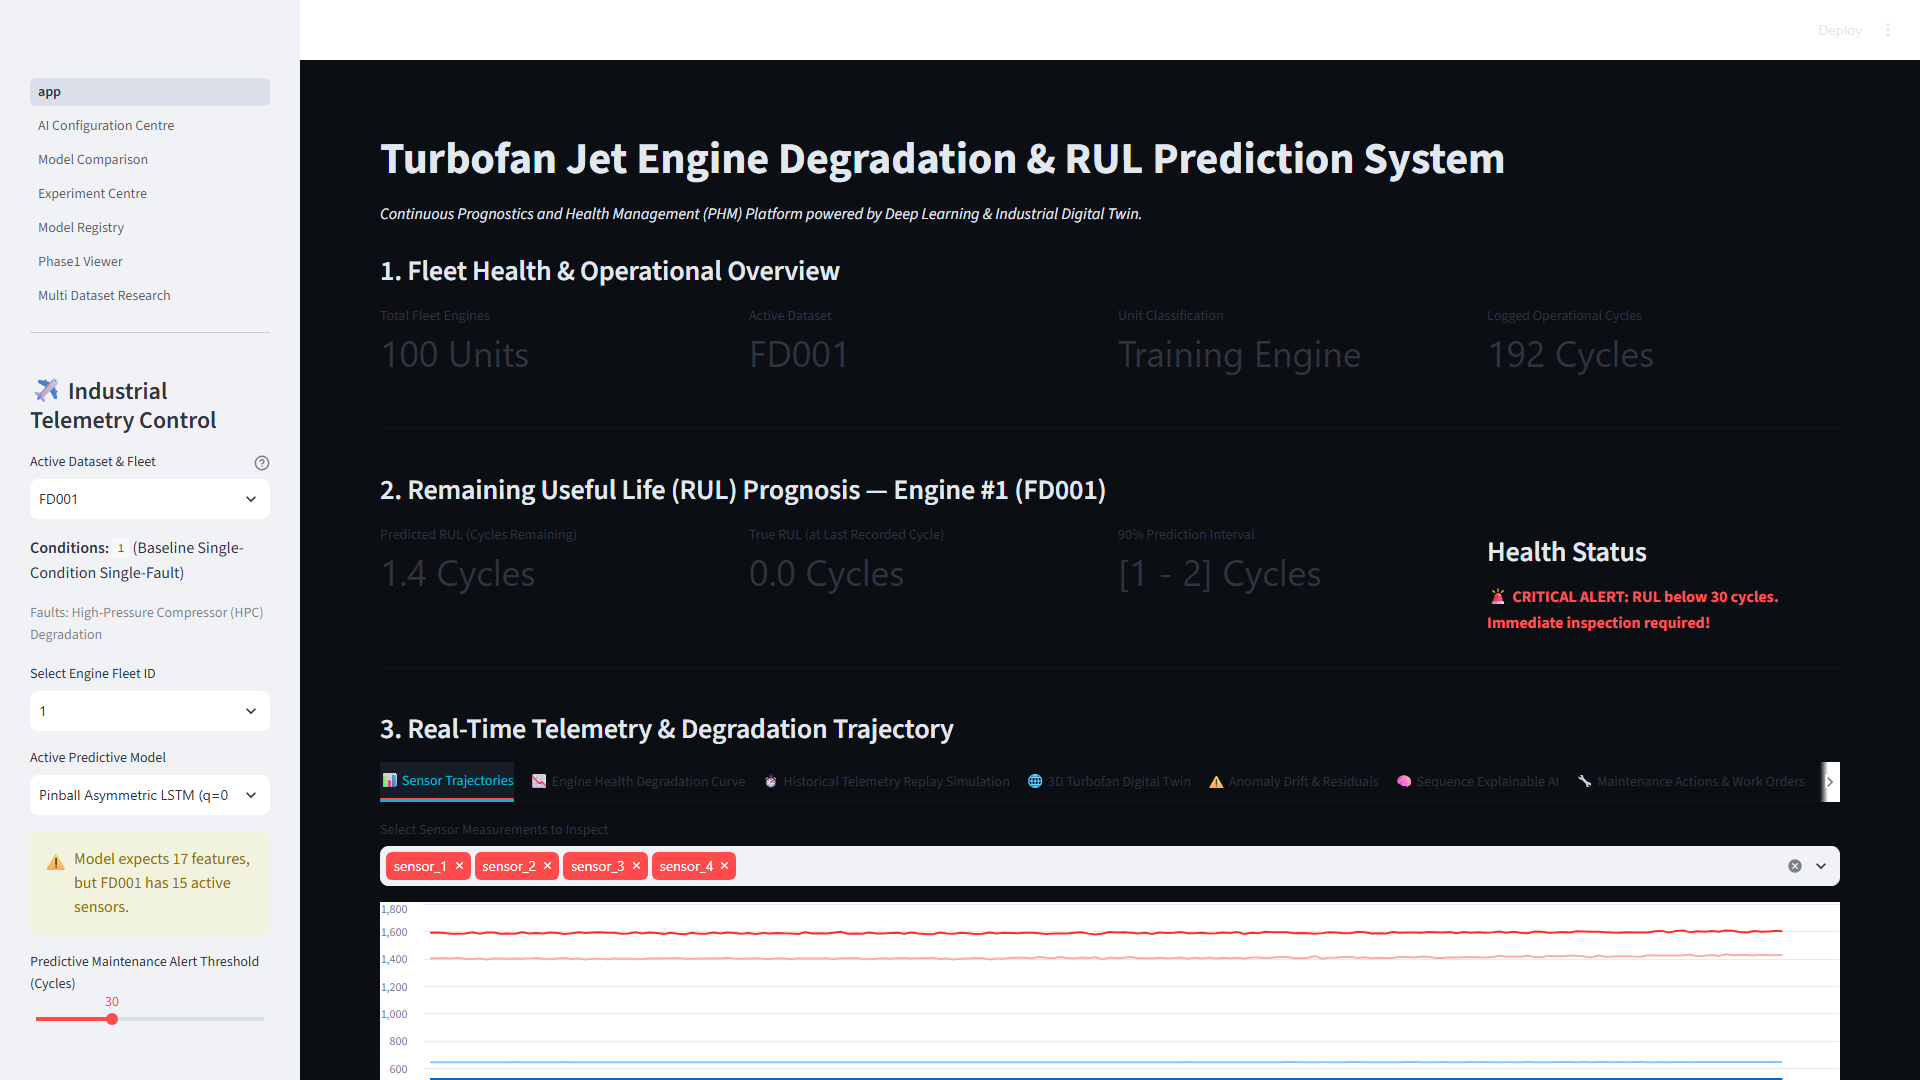 Deploy
app
AI Configuration Centre
Model Comparison
Experiment Centre
Model Registry
Phase1 Viewer
Multi Dataset Research
Industrial
Telemetry Control
Active Dataset & Fleet
FD001
Conditions: 1 (Baseline Single-
Condition Single-Fault)
Faults: High-Pressure Compressor (HPC)
Degradation
Select Engine Fleet ID
1
Active Predictive Model
Pinball Asymmetric LSTM (q=0
Model expects 17 features,
but FD001 has 15 active
sensors.
Predictive Maintenance Alert Threshold
(Cycles)
30
Turbofan Jet Engine Degradation & RUL Prediction System
Continuous Prognostics and Health Management (PHM) Platform powered by Deep Learning & Industrial Digital Twin.
1. Fleet Health & Operational Overview
Total Fleet Engines
100 Units
Active Dataset
FD001
Unit Classification
Training Engine
Logged Operational Cycles
192 Cycles
2. Remaining Useful Life (RUL) Prognosis — Engine #1 (FD001)
Predicted RUL (Cycles Remaining)
1.4 Cycles
True RUL (at Last Recorded Cycle)
0.0 Cycles
90% Prediction Interval
[1 - 2] Cycles
Health Status
CRITICAL ALERT: RUL below 30 cycles.
Immediate inspection required!
3. Real-Time Telemetry & Degradation Trajectory
Sensor Trajectories
Engine Health Degradation Curve
Historical Telemetry Replay Simulation
3D Turbofan Digital Twin
Anomaly Drift & Residuals
Sequence Explainable AI
Maintenance Actions & Work Orders
Select Sensor Measurements to Inspect
sensor_1
sensor_2
sensor_3
sensor_4
1,800
1,600
1,400
1,200
1,000
800
600